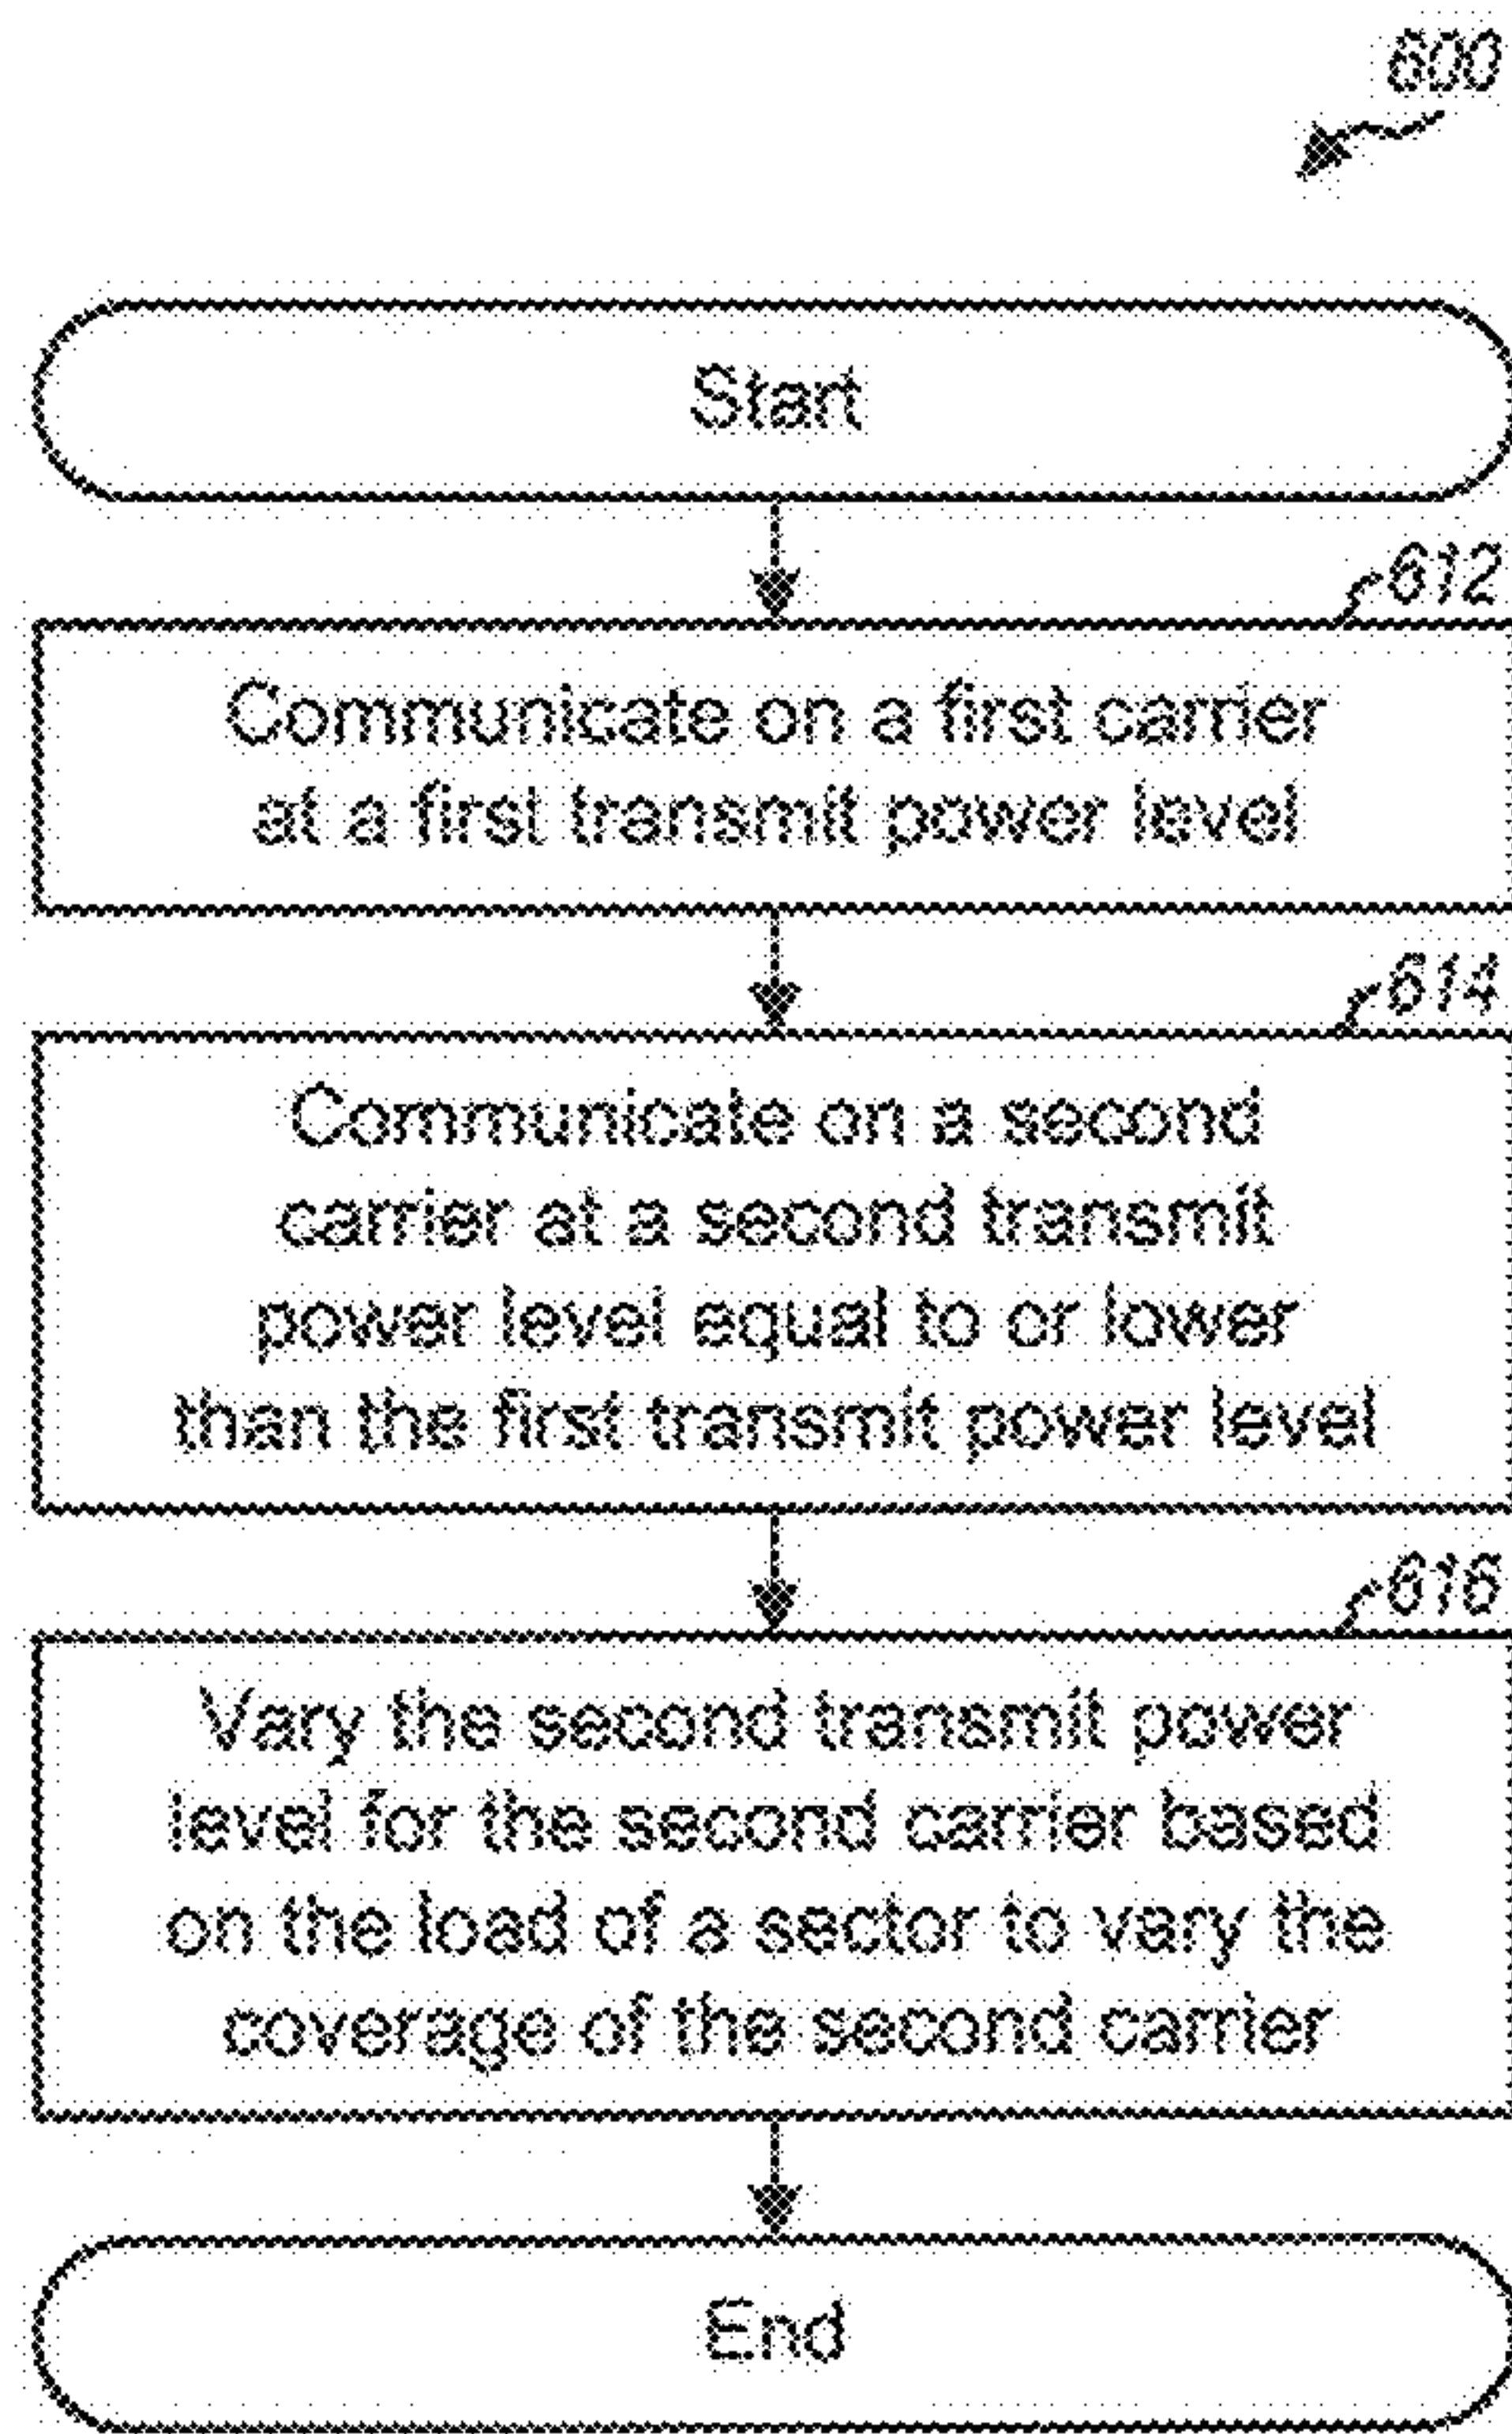 600
Start
612
Communicate on a first carrier
at a first transmit power level
614
Communicate on a second
carrier at a second transmit
power level equal to or lower
than the first transmit power level
616
Vary the second transmit power
level for the second carrier based
on the load of a sector to vary the
coverage of the second carrier
End